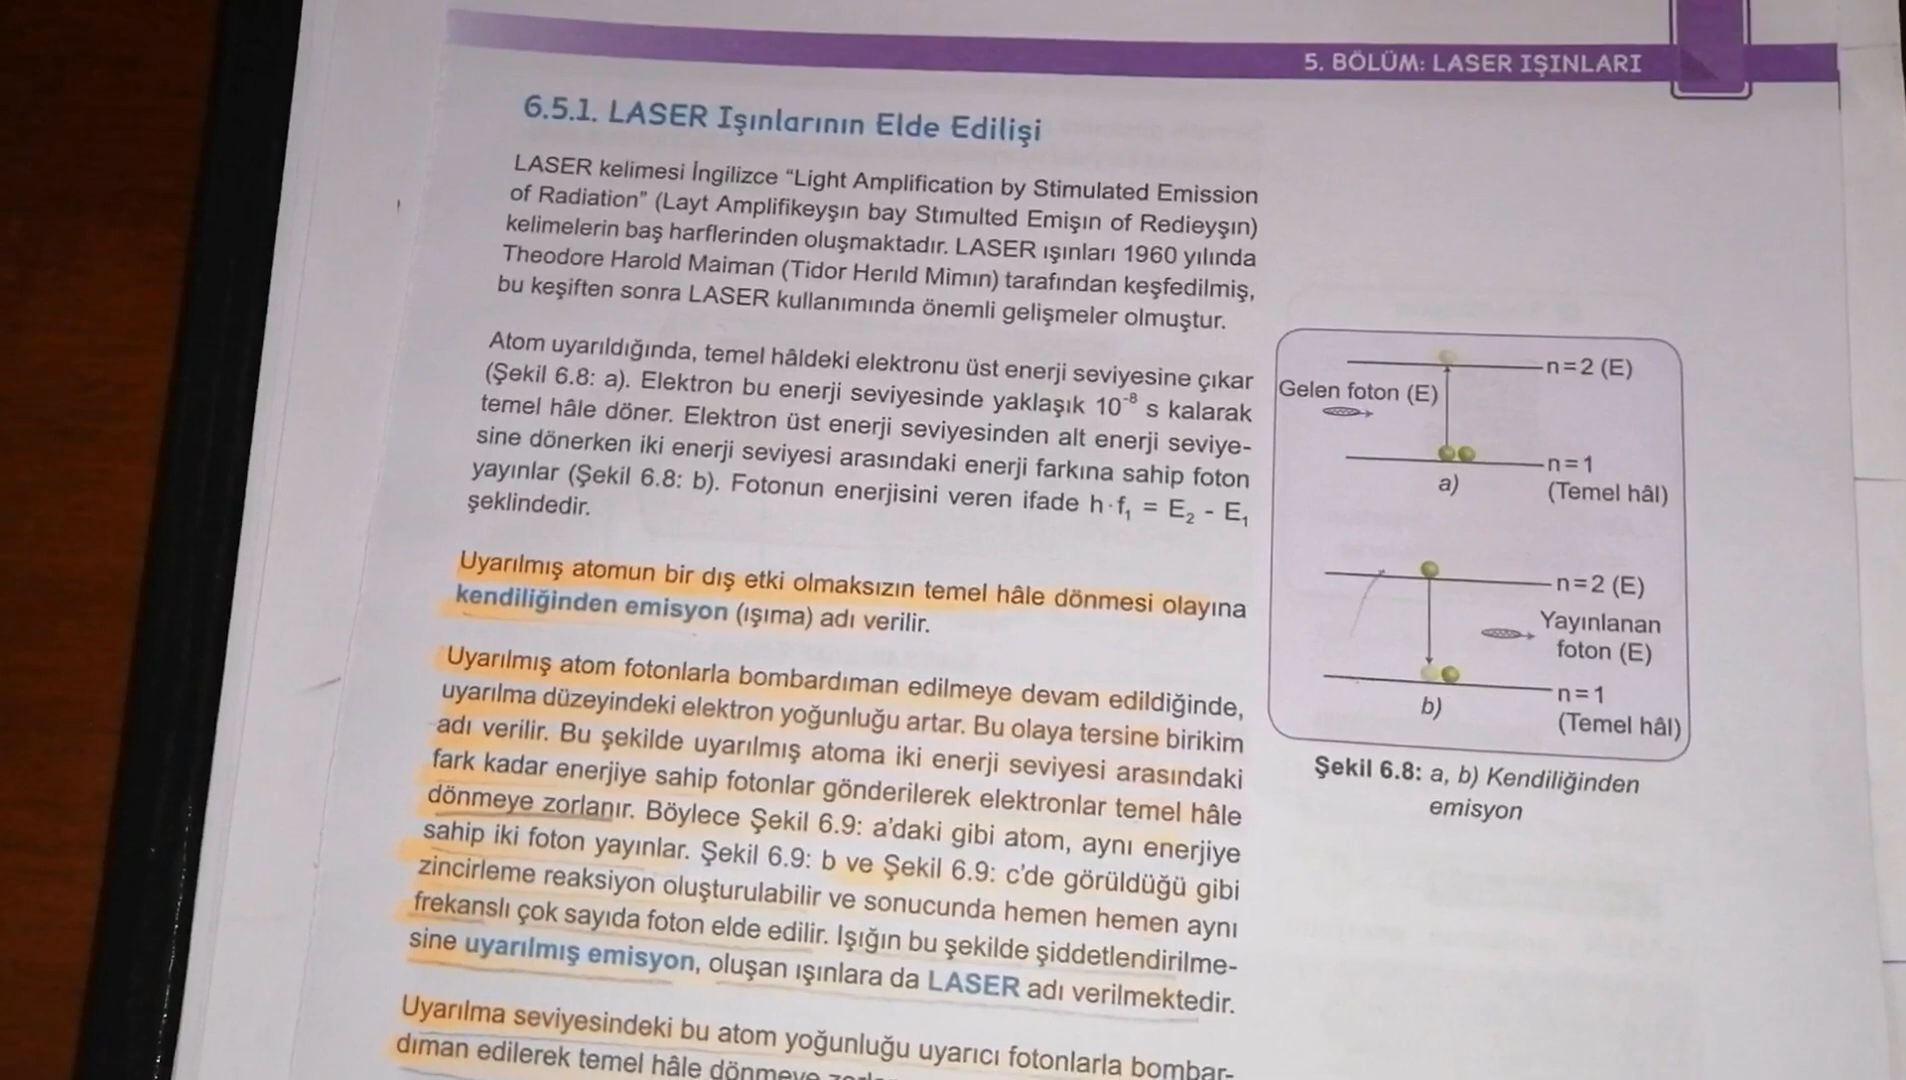 5. BÖLÜM: LASER IŞINLARI
6.5.1. LASER Işınlarının Elde Edilişi
LASER kelimesi İngilizce “Light Amplification by Stimulated Emission
of Radiation” (Layt Amplifikeyşın bay Stımulted Emişın of Redieyşın)
kelimelerin baş harflerinden oluşmaktadır. LASER ışınları 1960 yılında
Theodore Harold Maiman (Tidor Herıld Mimın) tarafından keşfedilmiş,
bu keşiften sonra LASER kullanımında önemli gelişmeler olmuştur.
Atom uyarıldığında, temel hâldeki elektronu üst enerji seviyesine çıkar
(Şekil 6.8: a). Elektron bu enerji seviyesinde yaklaşık 10⁻⁸ s kalarak
temel hâle döner. Elektron üst enerji seviyesinden alt enerji seviye-
sine dönerken iki enerji seviyesi arasındaki enerji farkına sahip foton
yayınlar (Şekil 6.8: b). Fotonun enerjisini veren ifade h·f₁ = E₂ - E₁
şeklindedir.
Uyarılmış atomun bir dış etki olmaksızın temel hâle dönmesi olayına
kendiliğinden emisyon (ışıma) adı verilir.
Uyarılmış atom fotonlarla bombardıman edilmeye devam edildiğinde,
uyarılma düzeyindeki elektron yoğunluğu artar. Bu olaya tersine birikim
adı verilir. Bu şekilde uyarılmış atoma iki enerji seviyesi arasındaki
fark kadar enerjiye sahip fotonlar gönderilerek elektronlar temel hâle
dönmeye zorlanır. Böylece Şekil 6.9: a’daki gibi atom, aynı enerjiye
sahip iki foton yayınlar. Şekil 6.9: b ve Şekil 6.9: c’de görüldüğü gibi
zincirleme reaksiyon oluşturulabilir ve sonucunda hemen hemen aynı
frekanslı çok sayıda foton elde edilir. Işığın bu şekilde şiddetlendirilme-
sine uyarılmış emisyon, oluşan ışınlara da LASER adı verilmektedir.
Uyarılma seviyesindeki bu atom yoğunluğu uyarıcı fotonlarla bombar-
dıman edilerek temel hâle dönmeye
n=2 (E)
Gelen foton (E)
n=1
a)
(Temel hâl)
n=2 (E)
Yayınlanan
foton (E)
n=1
b)
(Temel hâl)
Şekil 6.8: a, b) Kendiliğinden
emisyon